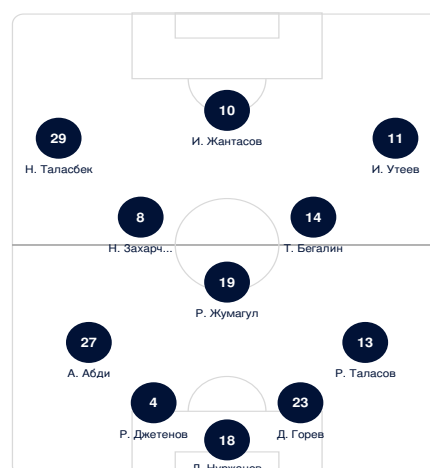 10
И. Жантасов
29
Н. Таласбек
11
И. Утеев
8
Н. Захарч...
14
Т. Бегалин
19
Р. Жумагул
27
А. Абди
13
Р. Таласов
4
Р. Джетенов
23
Д. Горев
18